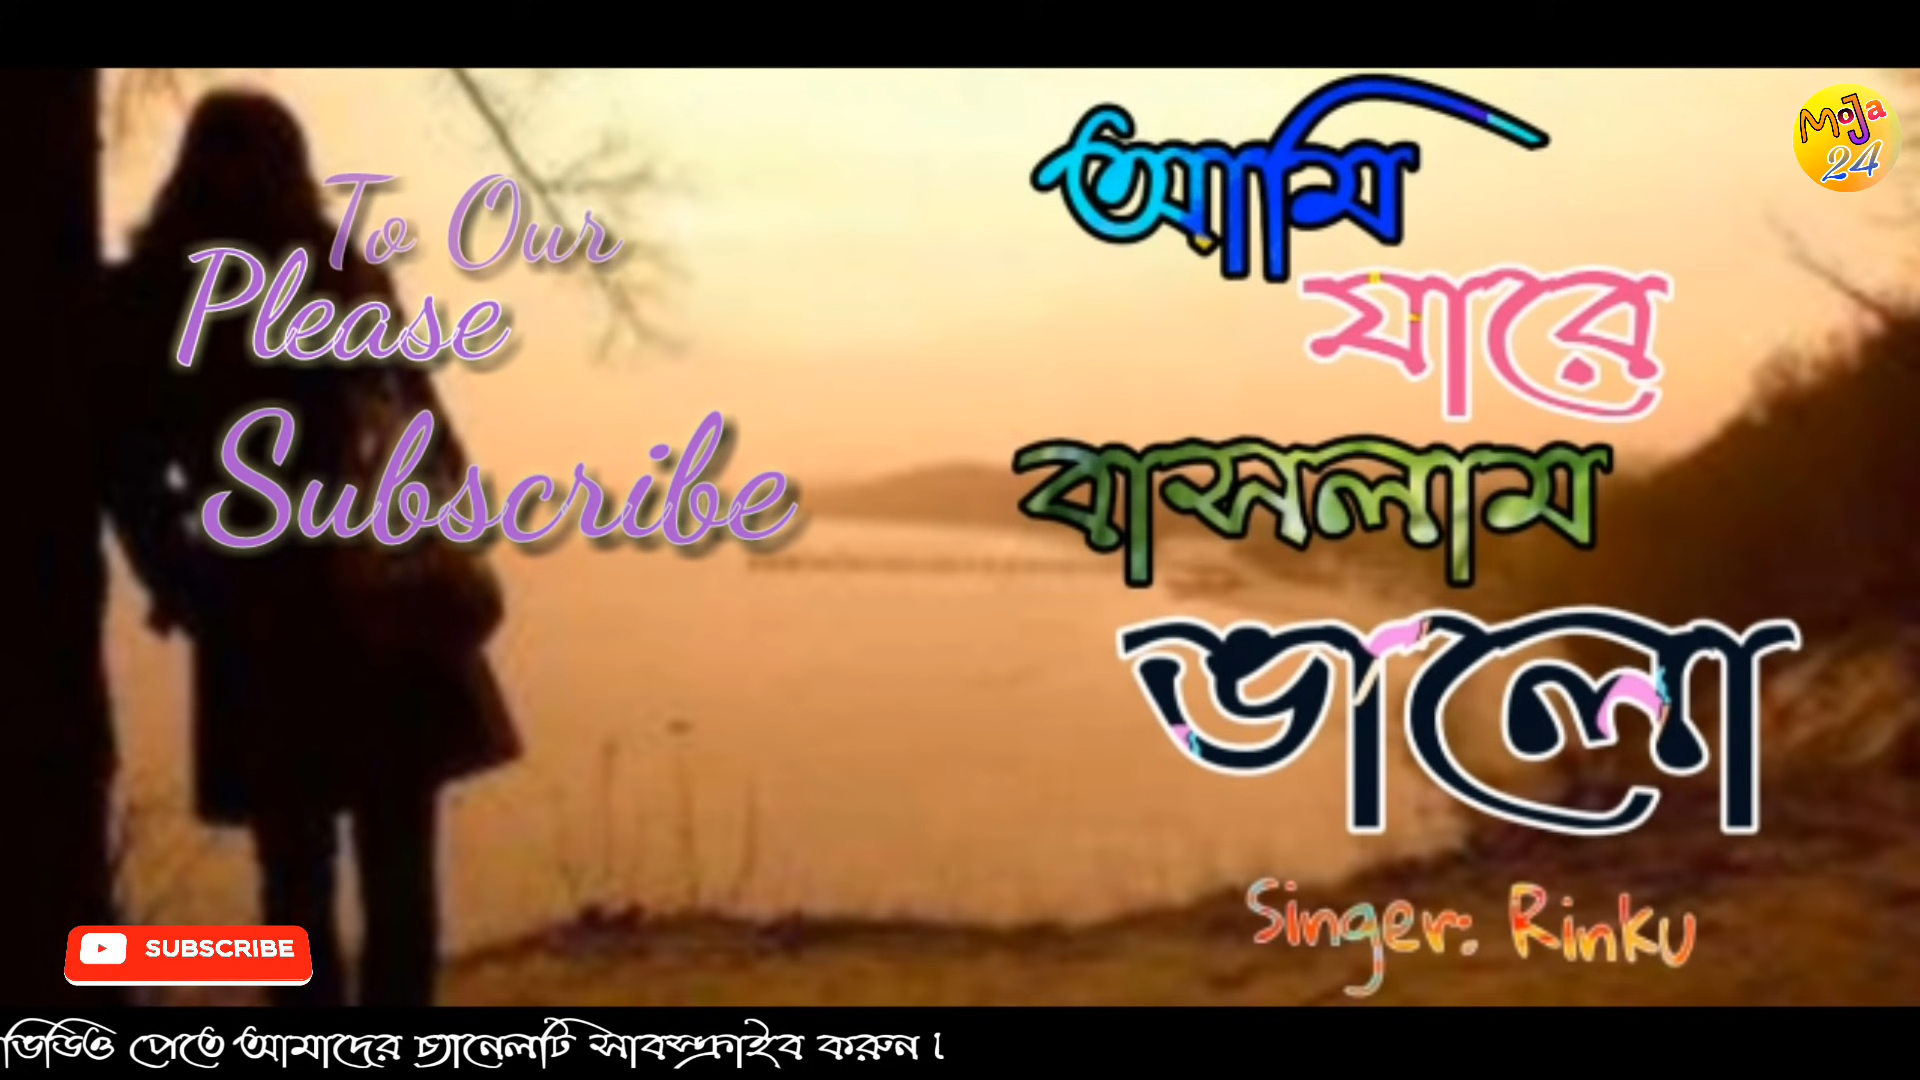 To Our
Please
Subscribe
আমি
যারে
বাসলাম
ভালো
Singer: Rinku
MoJa
24
SUBSCRIBE
ভিডিও পেতে আমাদের চ্যানেলটি সাবস্ক্রাইব করুন।